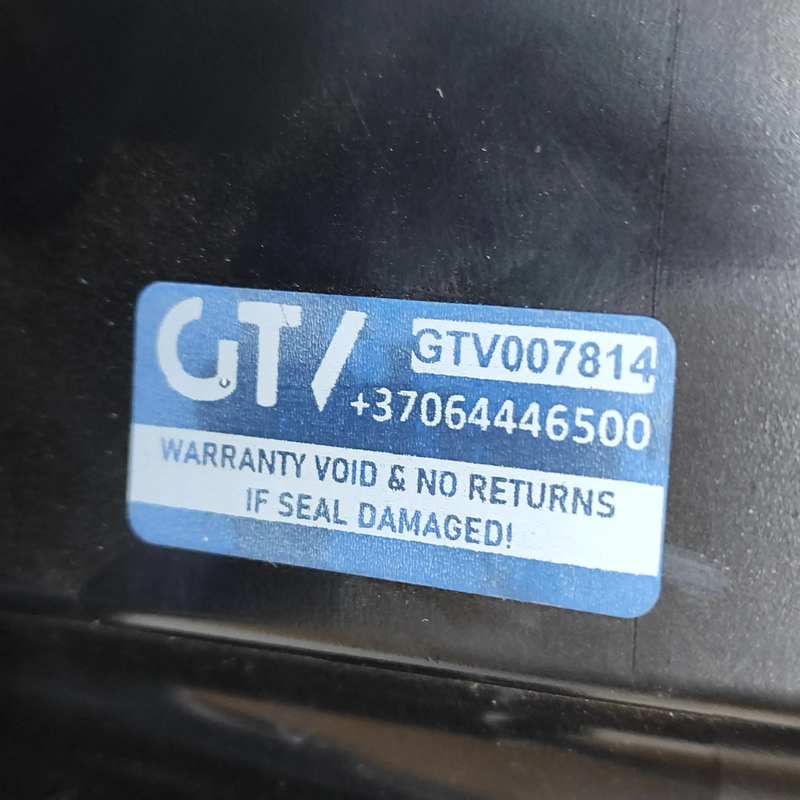 GTV
GTV007814
+37064446500
WARRANTY VOID & NO RETURNS
IF SEAL DAMAGED!